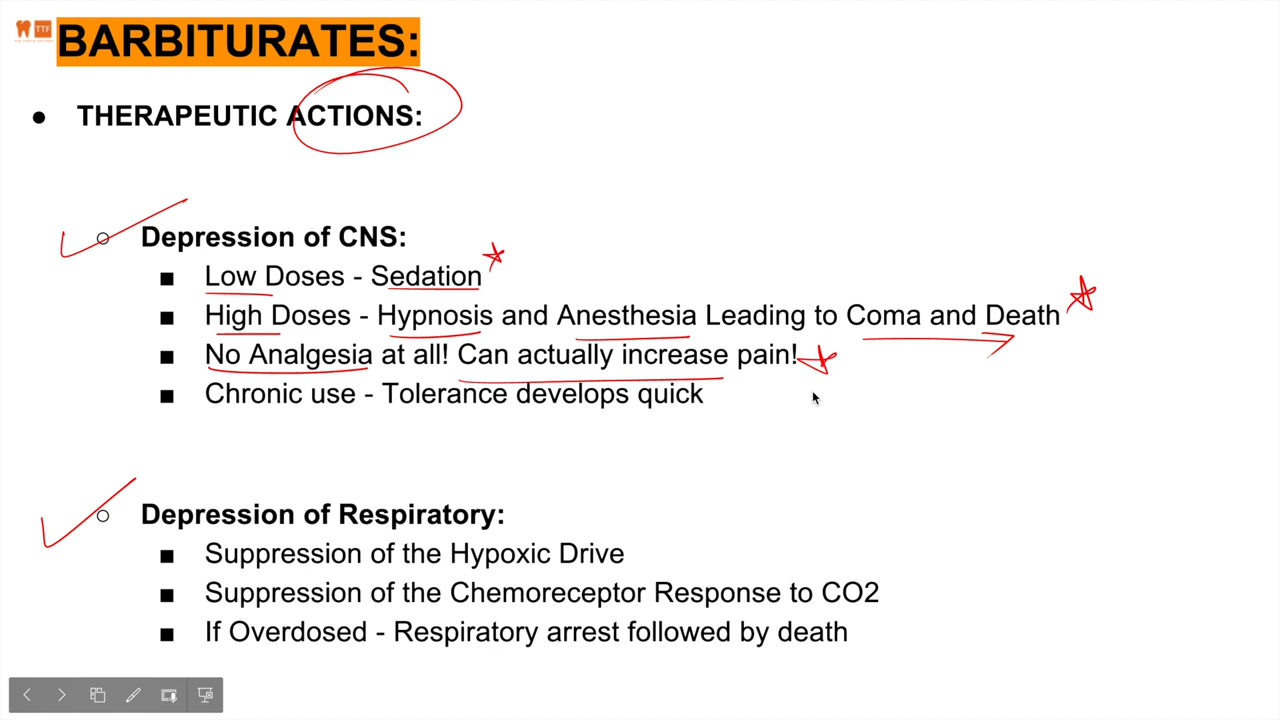 TTF
BARBITURATES:
● THERAPEUTIC ACTIONS:
○ Depression of CNS:
■ Low Doses - Sedation
■ High Doses - Hypnosis and Anesthesia Leading to Coma and Death
■ No Analgesia at all! Can actually increase pain!
■ Chronic use - Tolerance develops quick
○ Depression of Respiratory:
■ Suppression of the Hypoxic Drive
■ Suppression of the Chemoreceptor Response to CO2
■ If Overdosed - Respiratory arrest followed by death